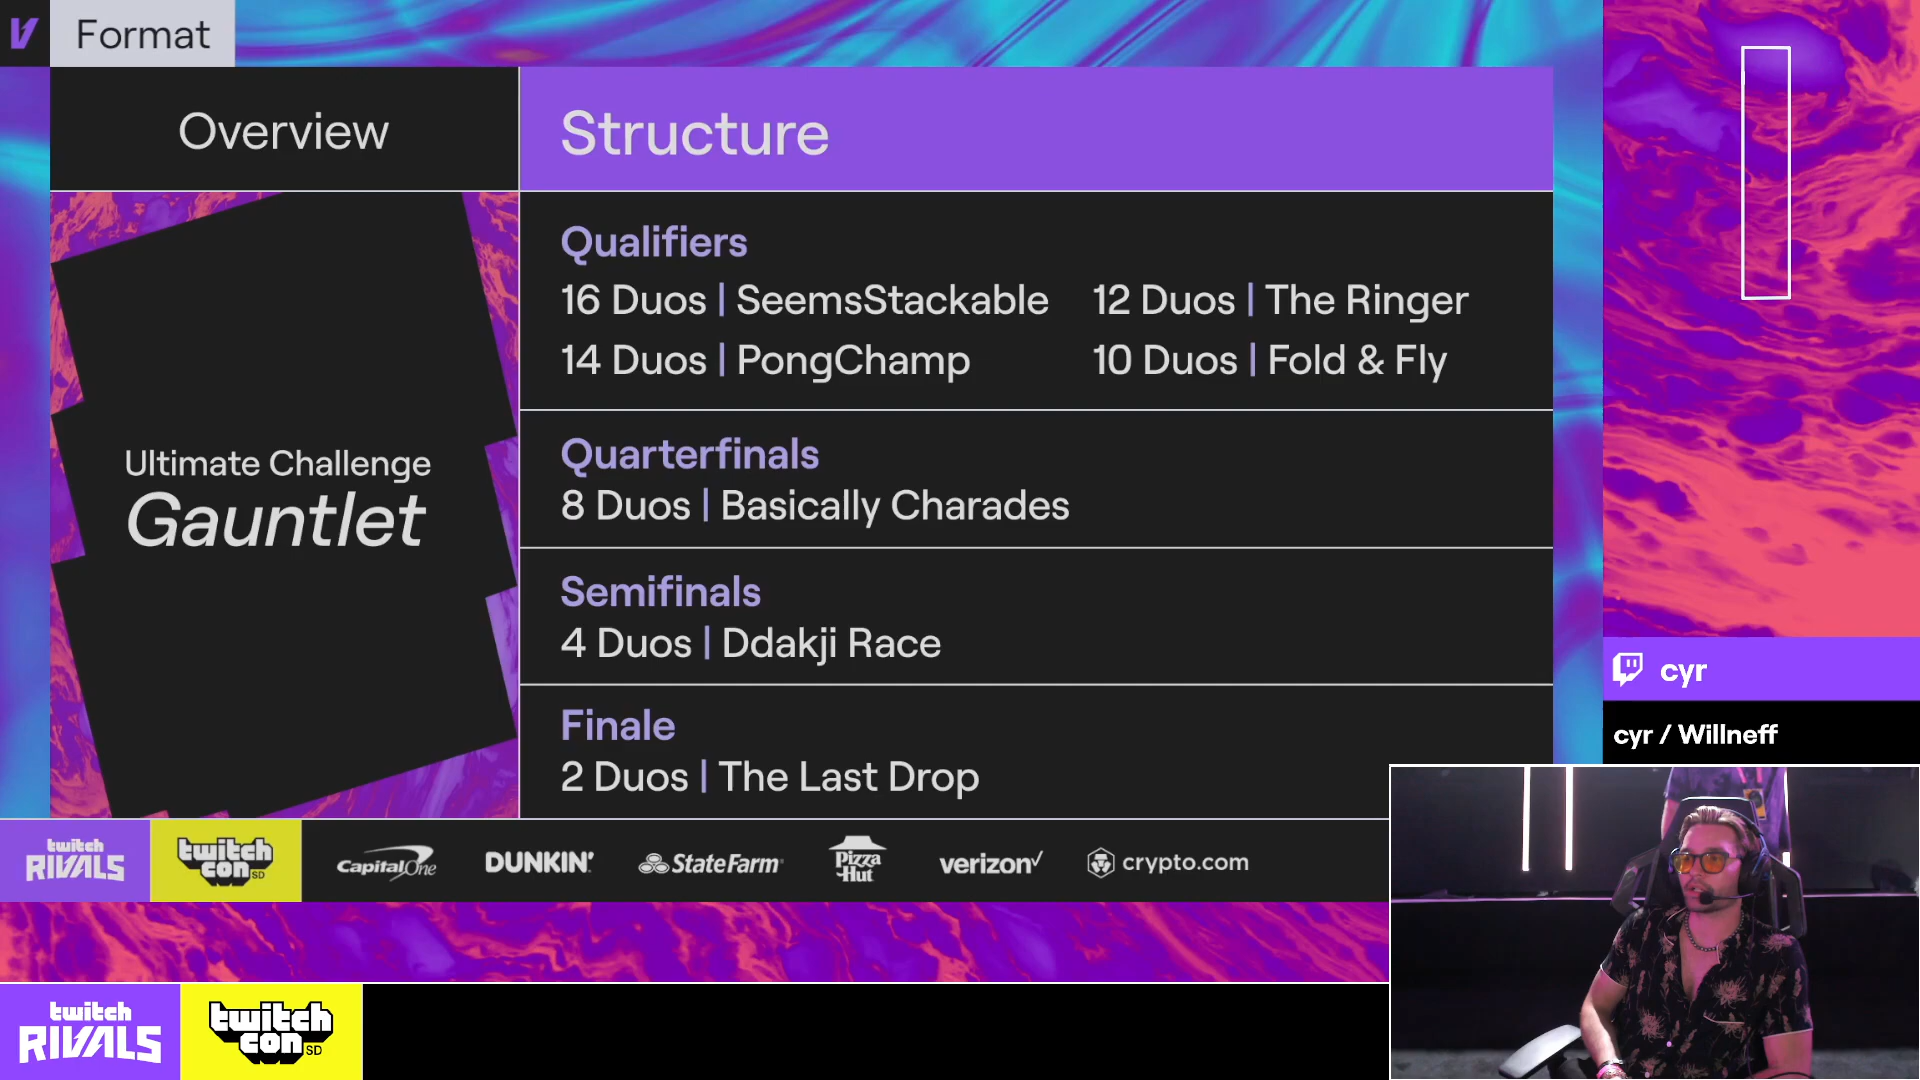 Format
Overview
Structure
Ultimate Challenge
Gauntlet
Qualifiers
16 Duos | SeemsStackable
12 Duos | The Ringer
14 Duos | PongChamp
10 Duos | Fold & Fly
Quarterfinals
8 Duos | Basically Charades
Semifinals
4 Duos | Ddakji Race
Finale
2 Duos | The Last Drop
cyr
cyr / Willneff
twitch
RIVALS
twitch
con SD
Capital One
DUNKIN'
State Farm
Pizza
Hut
verizon
crypto.com
twitch
RIVALS
twitch
con SD